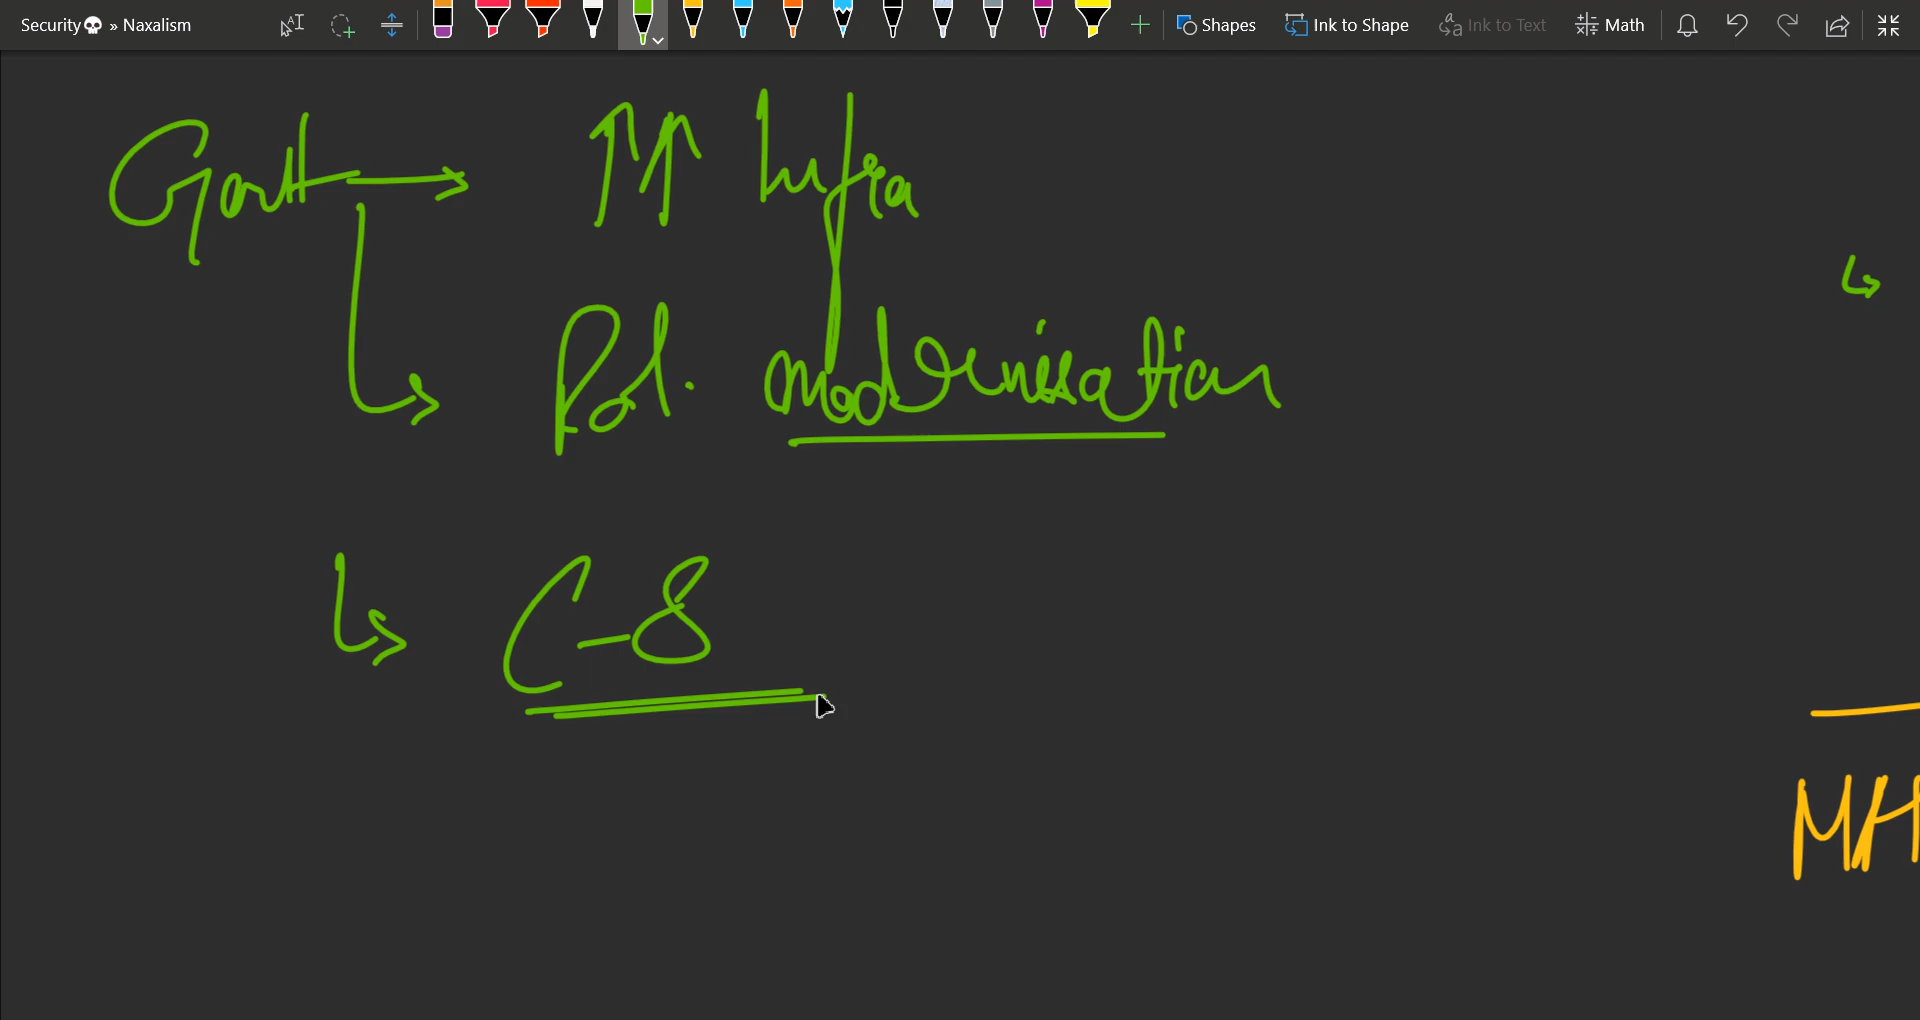 Security💀 » Naxalism
Shapes
Ink to Shape
Ink to Text
Math
Govt → ↑↑ Infra
↳ Pol. modernisation
↳ C-8
↳
MH